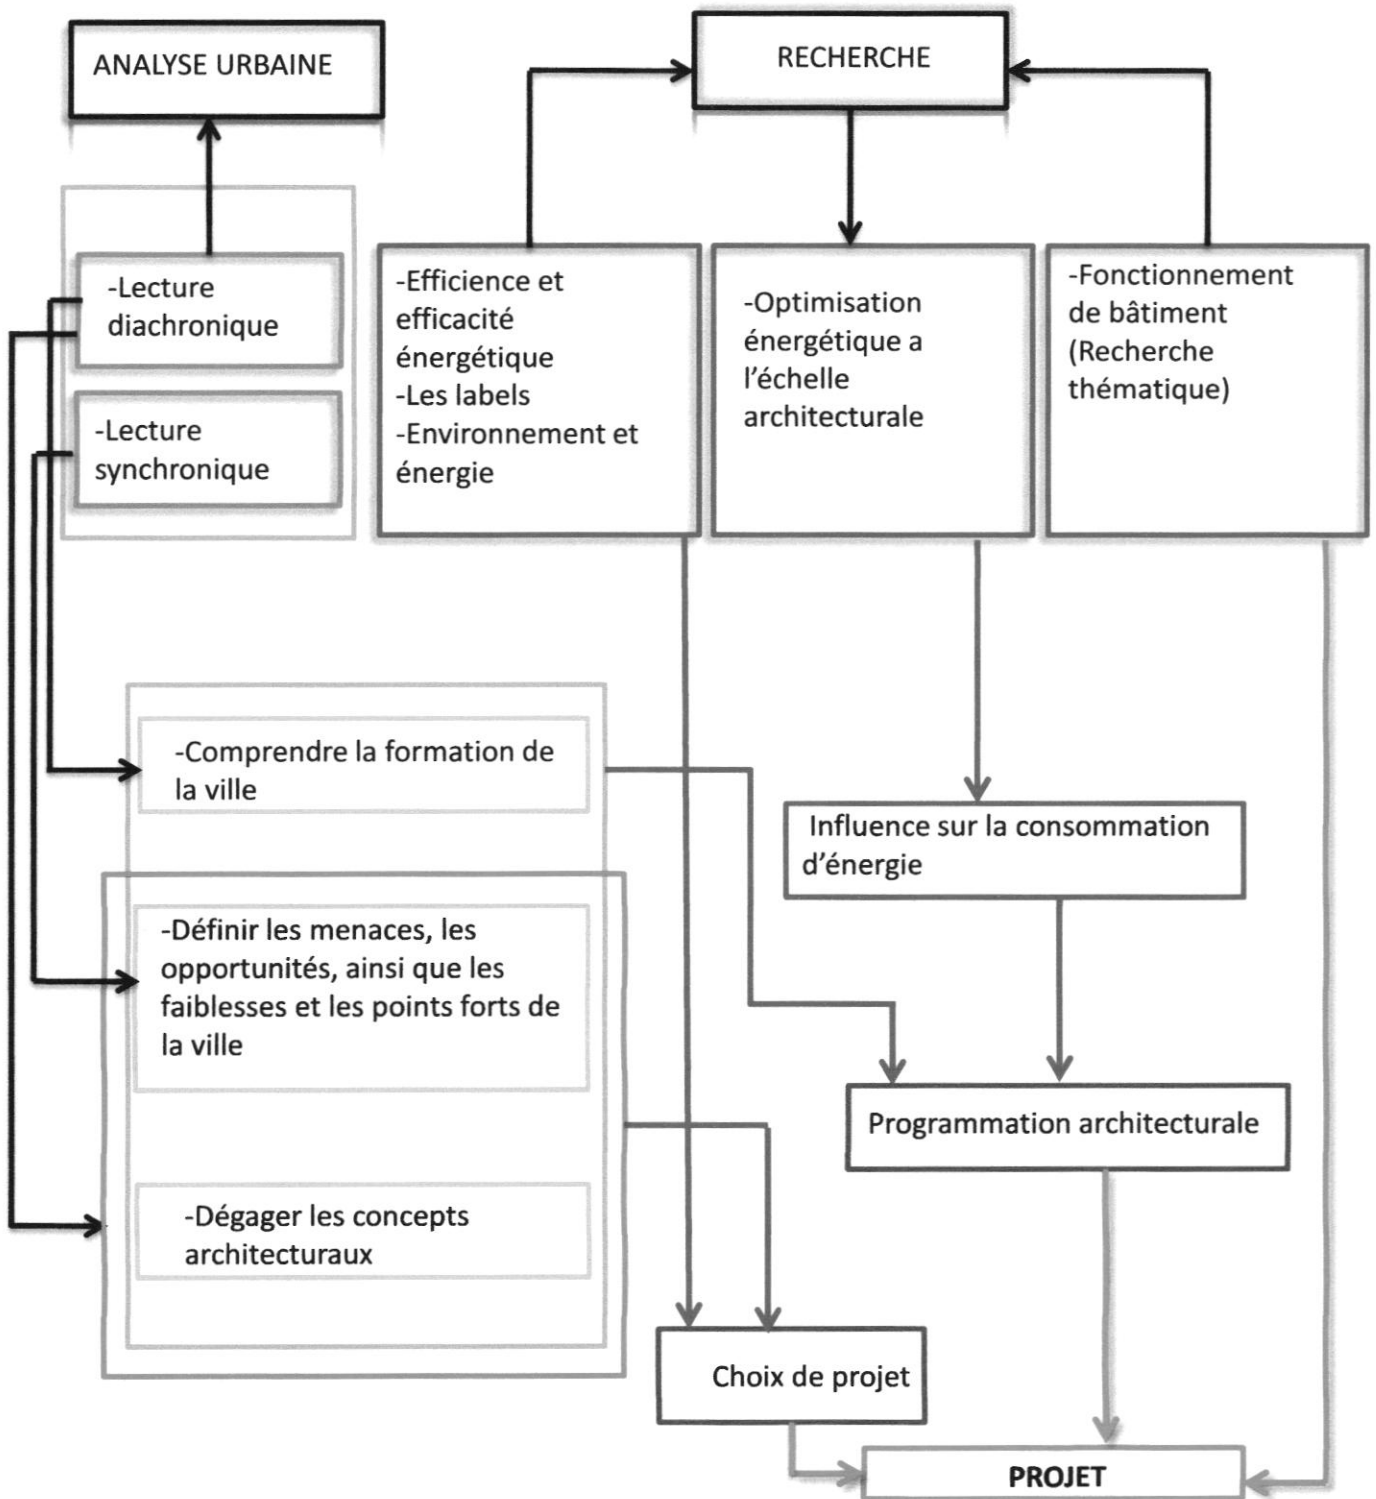 ANALYSE URBAINE
RECHERCHE
-Lecture
diachronique
-Lecture
synchronique
-Efficience et
efficacité
énergétique
-Les labels
-Environnement et
énergie
-Optimisation
énergétique a
l’échelle
architecturale
-Fonctionnement
de bâtiment
(Recherche
thématique)
-Comprendre la formation de
la ville
Influence sur la consommation
d’énergie
-Définir les menaces, les
opportunités, ainsi que les
faiblesses et les points forts de
la ville
Programmation architecturale
-Dégager les concepts
architecturaux
Choix de projet
PROJET